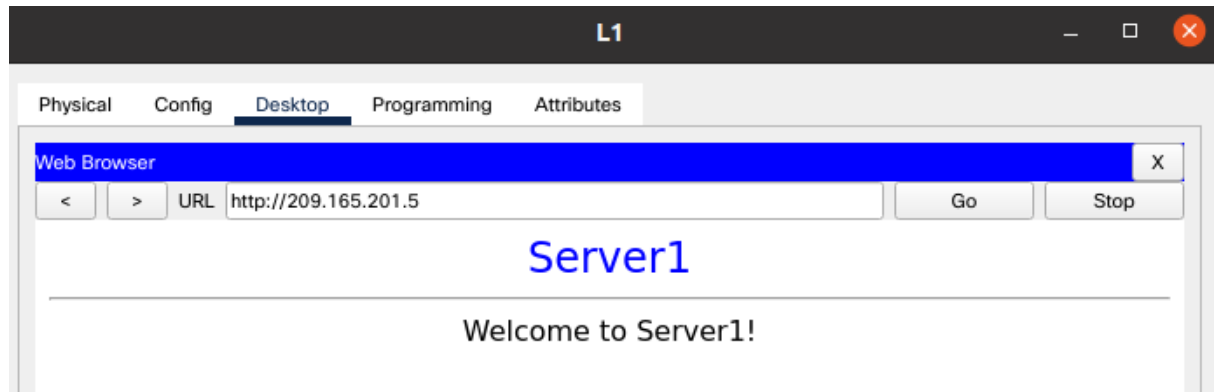 L1
Physical Config Desktop Programming Attributes
Web Browser X
< > URL http://209.165.201.5 Go Stop
Server1
Welcome to Server1!